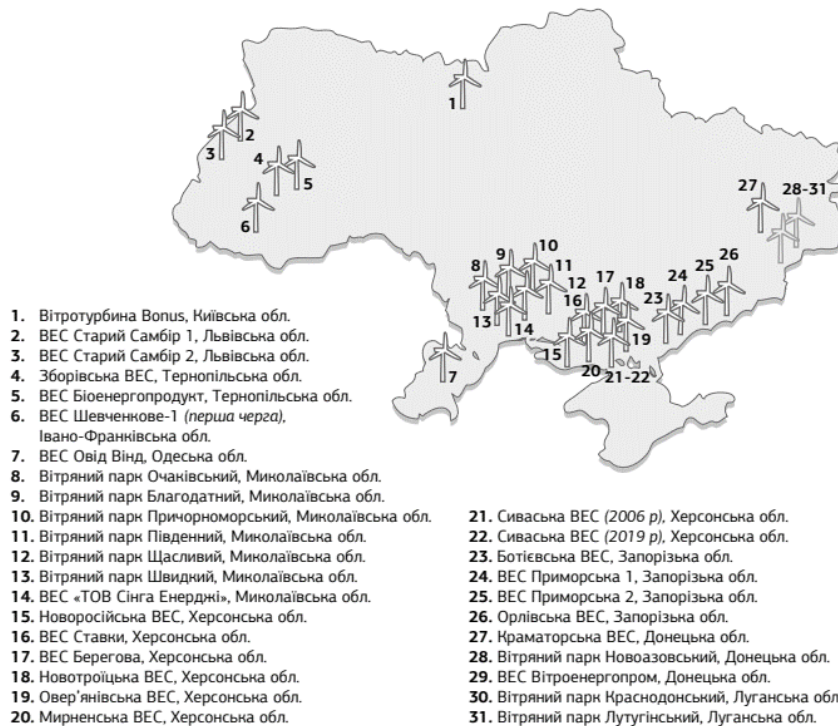 1
2
3
4
5
6
7
8
9
10
11
12
13
14
15
16
17
18
19
20
21-22
23
24
25
26
27
28-31
1. Вітротурбина Bonus, Київська обл.
2. ВЕС Старий Самбір 1, Львівська обл.
3. ВЕС Старий Самбір 2, Львівська обл.
4. Зборівська ВЕС, Тернопільська обл.
5. ВЕС Біоенергопродукт, Тернопільська обл.
6. ВЕС Шевченкове-1 (перша черга),
Івано-Франківська обл.
7. ВЕС Овід Вінд, Одеська обл.
8. Вітряний парк Очаківський, Миколаївська обл.
9. Вітряний парк Благодатний, Миколаївська обл.
10. Вітряний парк Причорноморський, Миколаївська обл.
11. Вітряний парк Південний, Миколаївська обл.
12. Вітряний парк Щасливий, Миколаївська обл.
13. Вітряний парк Швидкий, Миколаївська обл.
14. ВЕС «ТОВ Сінга Енерджі», Миколаївська обл.
15. Новоросійська ВЕС, Херсонська обл.
16. ВЕС Ставки, Херсонська обл.
17. ВЕС Берегова, Херсонська обл.
18. Новотроїцька ВЕС, Херсонська обл.
19. Овер'янівська ВЕС, Херсонська обл.
20. Мирненська ВЕС, Херсонська обл.
21. Сиваська ВЕС (2006 р), Херсонська обл.
22. Сиваська ВЕС (2019 р), Херсонська обл.
23. Ботієвська ВЕС, Запорізька обл.
24. ВЕС Приморська 1, Запорізька обл.
25. ВЕС Приморська 2, Запорізька обл.
26. Орлівська ВЕС, Запорізька обл.
27. Краматорська ВЕС, Донецька обл.
28. Вітряний парк Новоазовський, Донецька обл.
29. ВЕС Вітроенергопром, Донецька обл.
30. Вітряний парк Краснодонський, Луганська обл
31. Вітряний парк Лутугінський, Луганська обл.